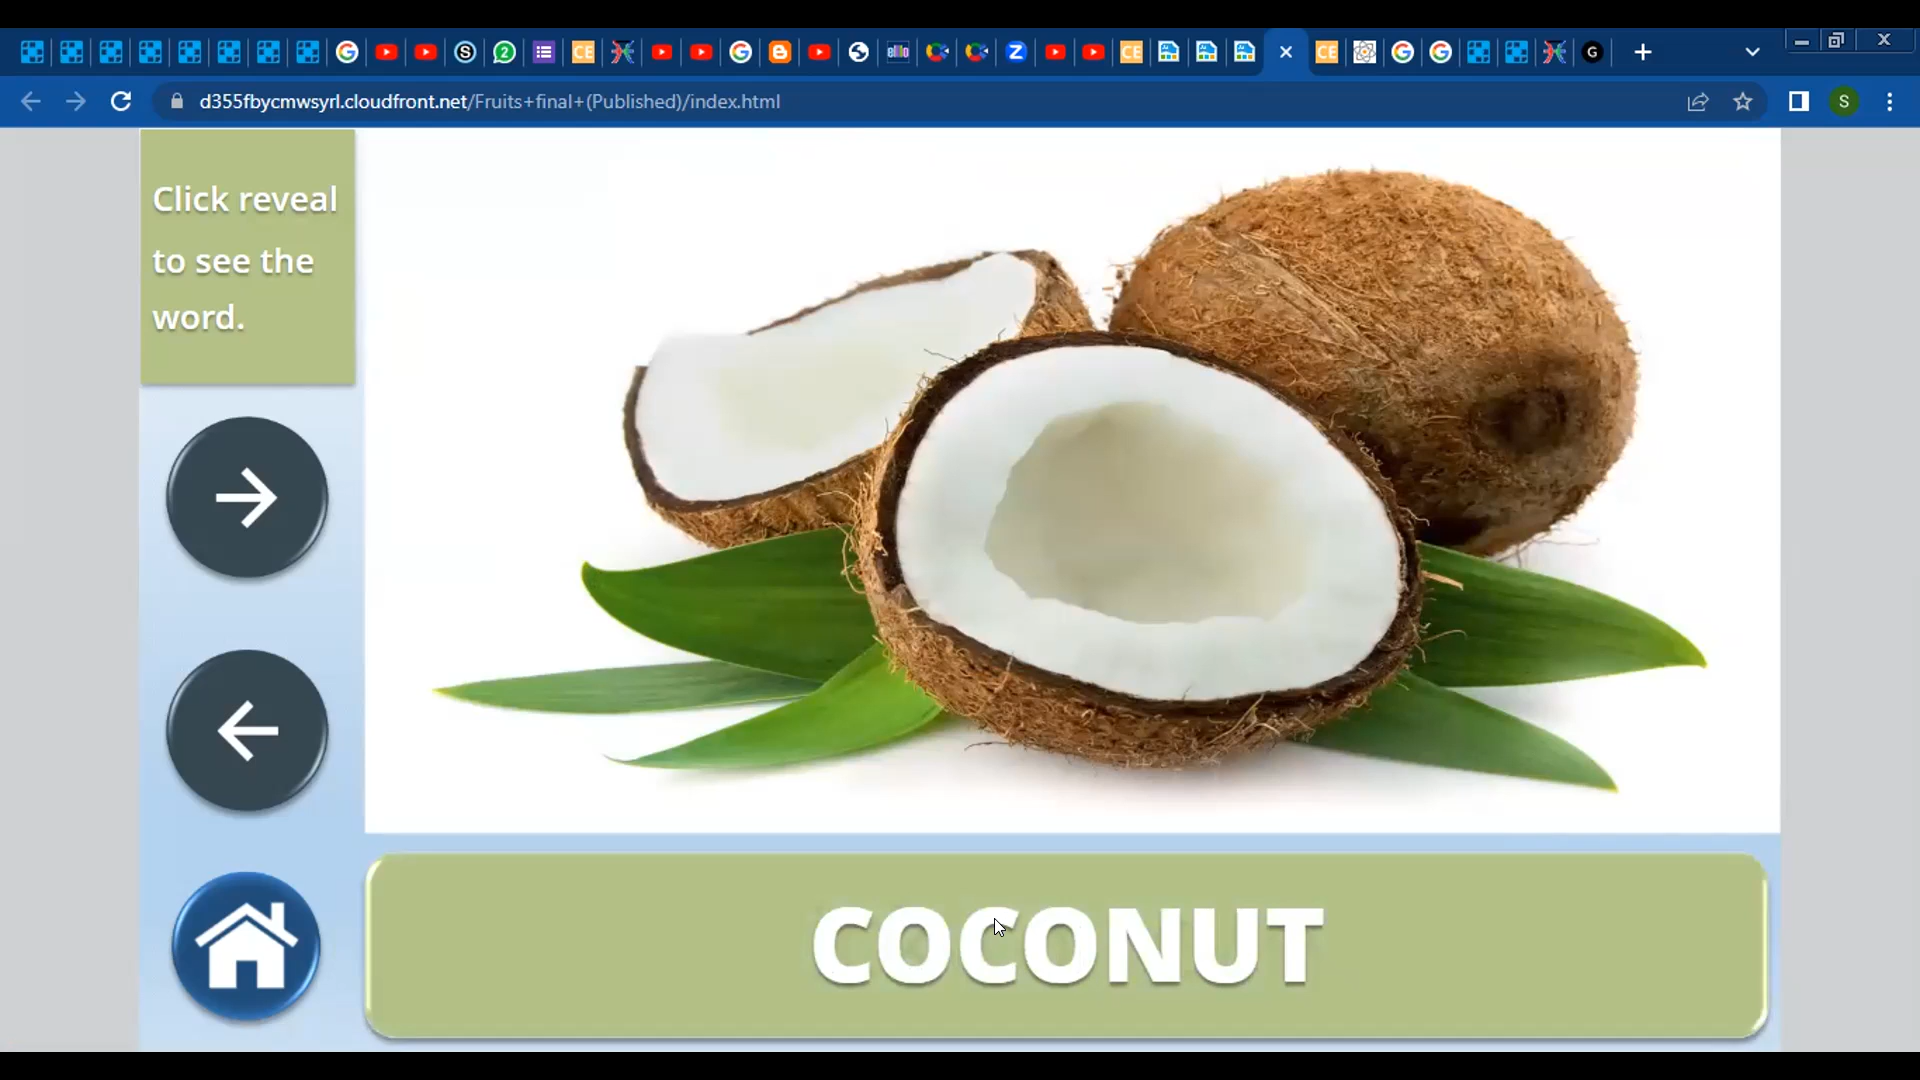 d355fbycmwsyrl.cloudfront.net/Fruits+final+(Published)/index.html
S
Click reveal
to see the
word.
COCONUT